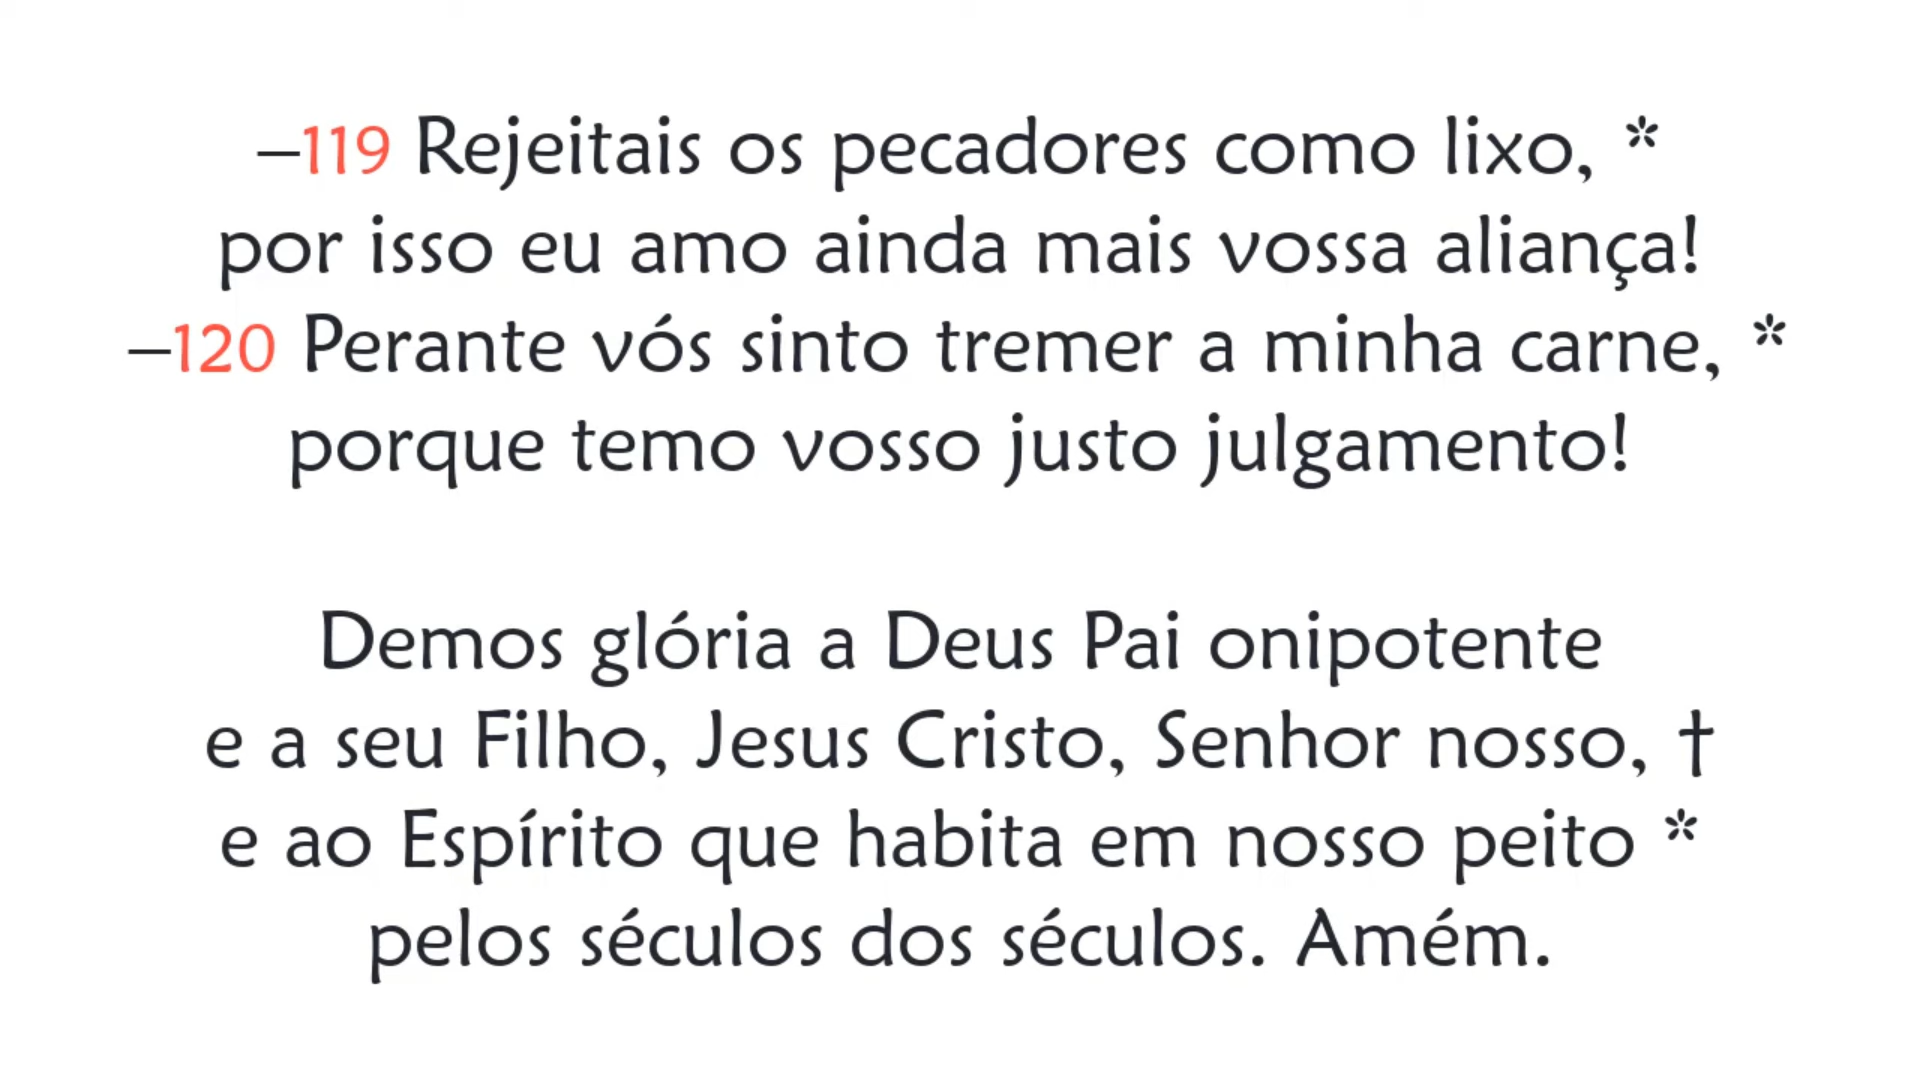 –119 Rejeitais os pecadores como lixo, *
por isso eu amo ainda mais vossa aliança!
–120 Perante vós sinto tremer a minha carne, *
porque temo vosso justo julgamento!
Demos glória a Deus Pai onipotente
e a seu Filho, Jesus Cristo, Senhor nosso, †
e ao Espírito que habita em nosso peito *
pelos séculos dos séculos. Amém.